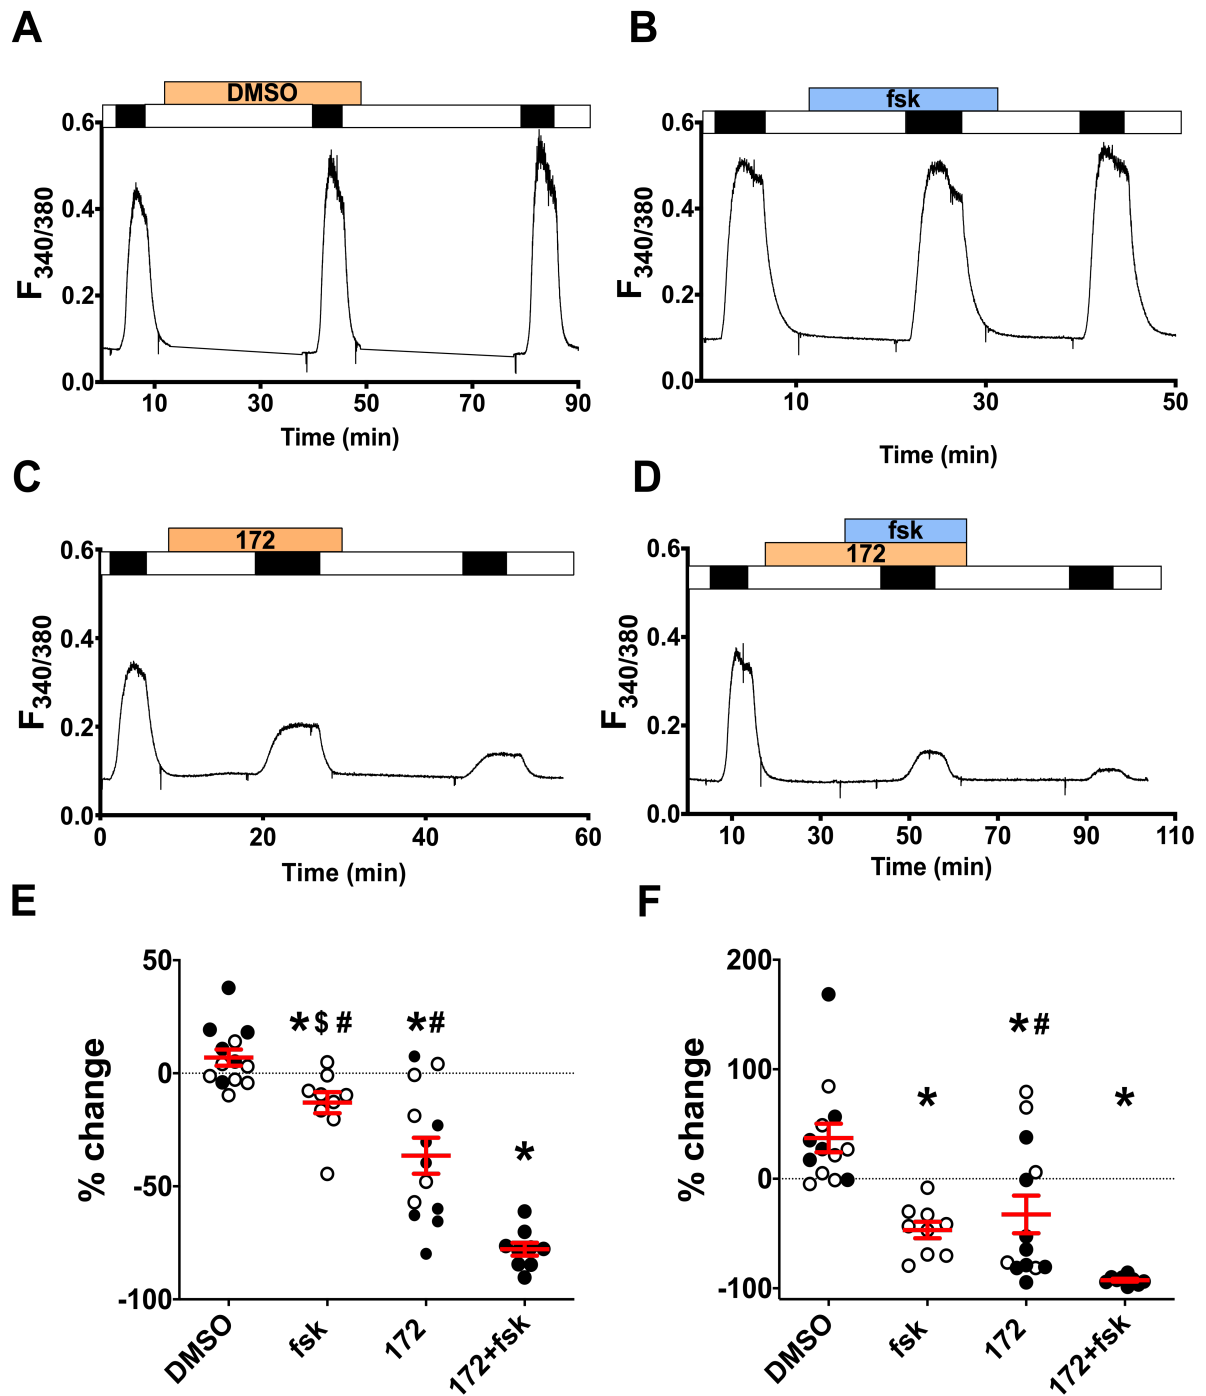 A
DMSO
0.6
0.4
0.2
0.0
F340/380
10 30 50 70 90
Time (min)
B
fsk
0.6
0.4
0.2
0.0
F340/380
10 30 50
Time (min)
C
172
0.6
0.4
0.2
0.0
F340/380
0 20 40 60
Time (min)
D
fsk
172
0.6
0.4
0.2
0.0
F340/380
10 30 50 70 90 110
Time (min)
E
50
0
-50
-100
% change
* $ #
* #
*
DMSO
fsk
172
172+fsk
F
200
100
0
-100
% change
*
* #
*
DMSO
fsk
172
172+fsk